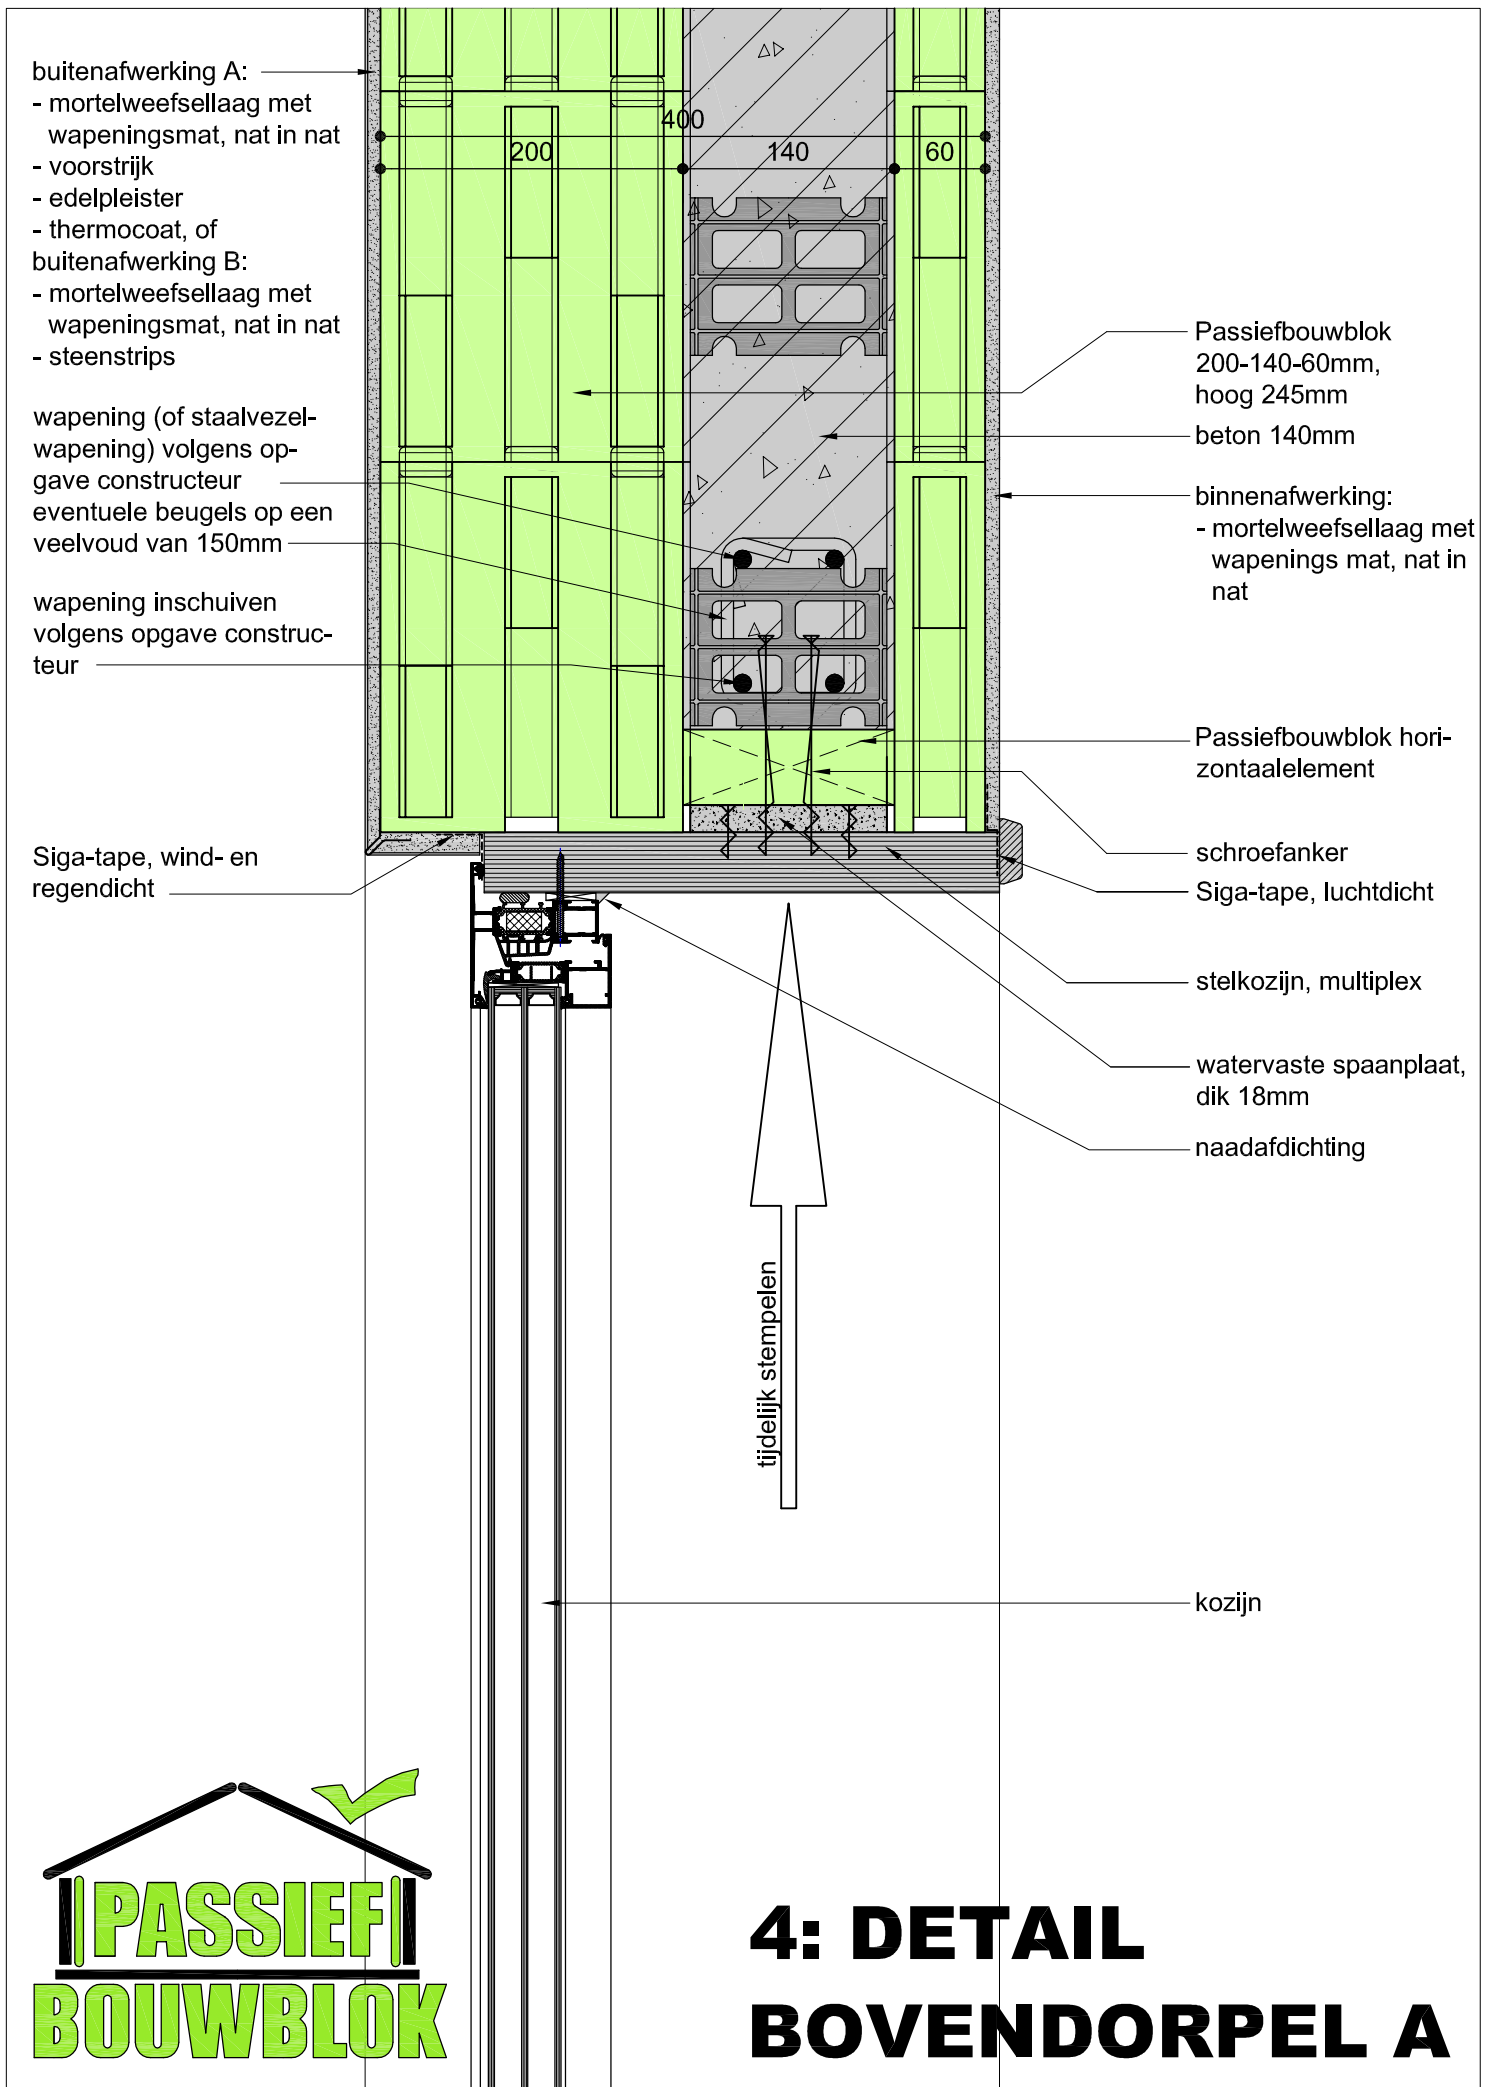 buitenafwerking A:
- mortelweefsellaag met
wapeningsmat, nat in nat
- voorstrijk
- edelpleister
- thermocoat, of
buitenafwerking B:
- mortelweefsellaag met
wapeningsmat, nat in nat
- steenstrips
wapening (of staalvezel-
wapening) volgens op-
gave constructeur
eventuele beugels op een
veelvoud van 150mm
wapening inschuiven
volgens opgave construc-
teur
Siga-tape, wind- en
regendicht
400
200
140
60
Passiefbouwblok
200-140-60mm,
hoog 245mm
beton 140mm
binnenafwerking:
- mortelweefsellaag met
wapenings mat, nat in
nat
Passiefbouwblok hori-
zontaalelement
schroefanker
Siga-tape, luchtdicht
stelkozijn, multiplex
watervaste spaanplaat,
dik 18mm
naadafdichting
tijdelijk stempelen
kozijn
PASSIEF
BOUWBLOK
4: DETAIL
BOVENDORPEL A